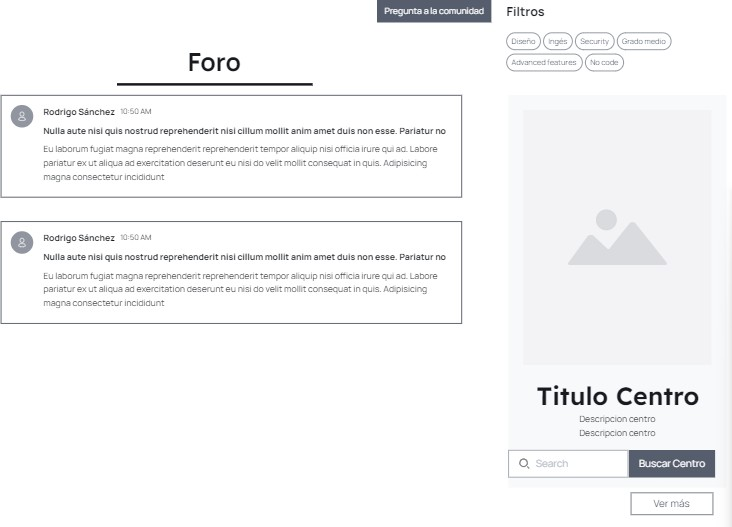 Pregunta a la comunidad
Foro
Rodrigo Sánchez 10:50 AM
Nulla aute nisi quis nostrud reprehenderit nisi cillum mollit anim amet duis non esse. Pariatur no
Eu laborum fugiat magna reprehenderit reprehenderit tempor aliquip nisi officia irure qui ad. Labore
pariatur ex ut aliqua ad exercitation deserunt eu nisi do velit mollit consequat in quis. Adipisicing
magna consectetur incididunt
Rodrigo Sánchez 10:50 AM
Nulla aute nisi quis nostrud reprehenderit nisi cillum mollit anim amet duis non esse. Pariatur no
Eu laborum fugiat magna reprehenderit reprehenderit tempor aliquip nisi officia irure qui ad. Labore
pariatur ex ut aliqua ad exercitation deserunt eu nisi do velit mollit consequat in quis. Adipisicing
magna consectetur incididunt
Filtros
Diseño Ingés Security Grado medio
Advanced features No code
Titulo Centro
Descripcion centro
Descripcion centro
Search Buscar Centro
Ver más